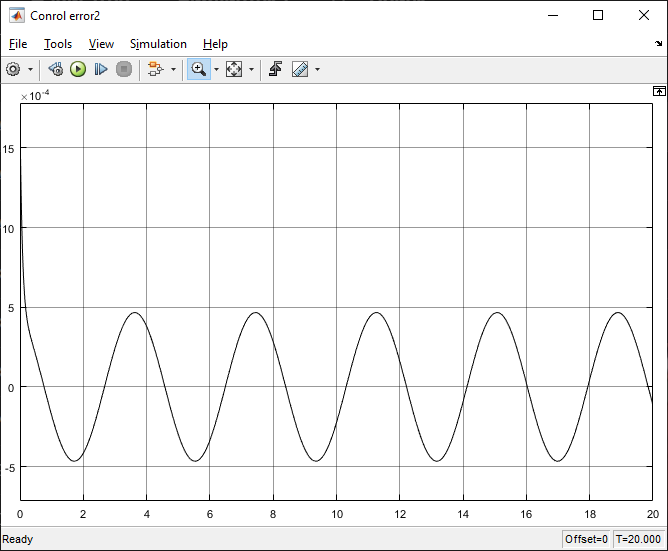 Conrol error2
File Tools View Simulation Help
×10-4
15
10
5
0
-5
0 2 4 6 8 10 12 14 16 18 20
Ready Offset=0 T=20.000